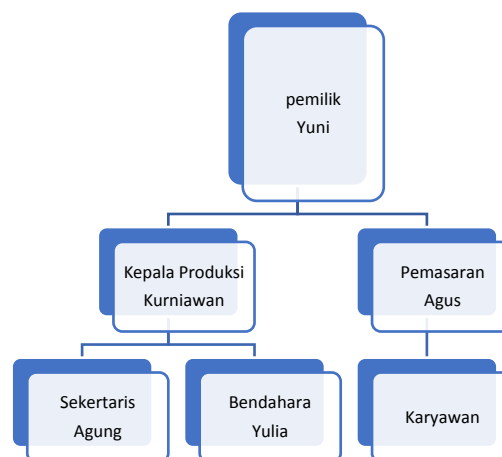 pemilik
Yuni
Kepala Produksi
Kurniawan
Pemasaran
Agus
Sekertaris
Agung
Bendahara
Yulia
Karyawan